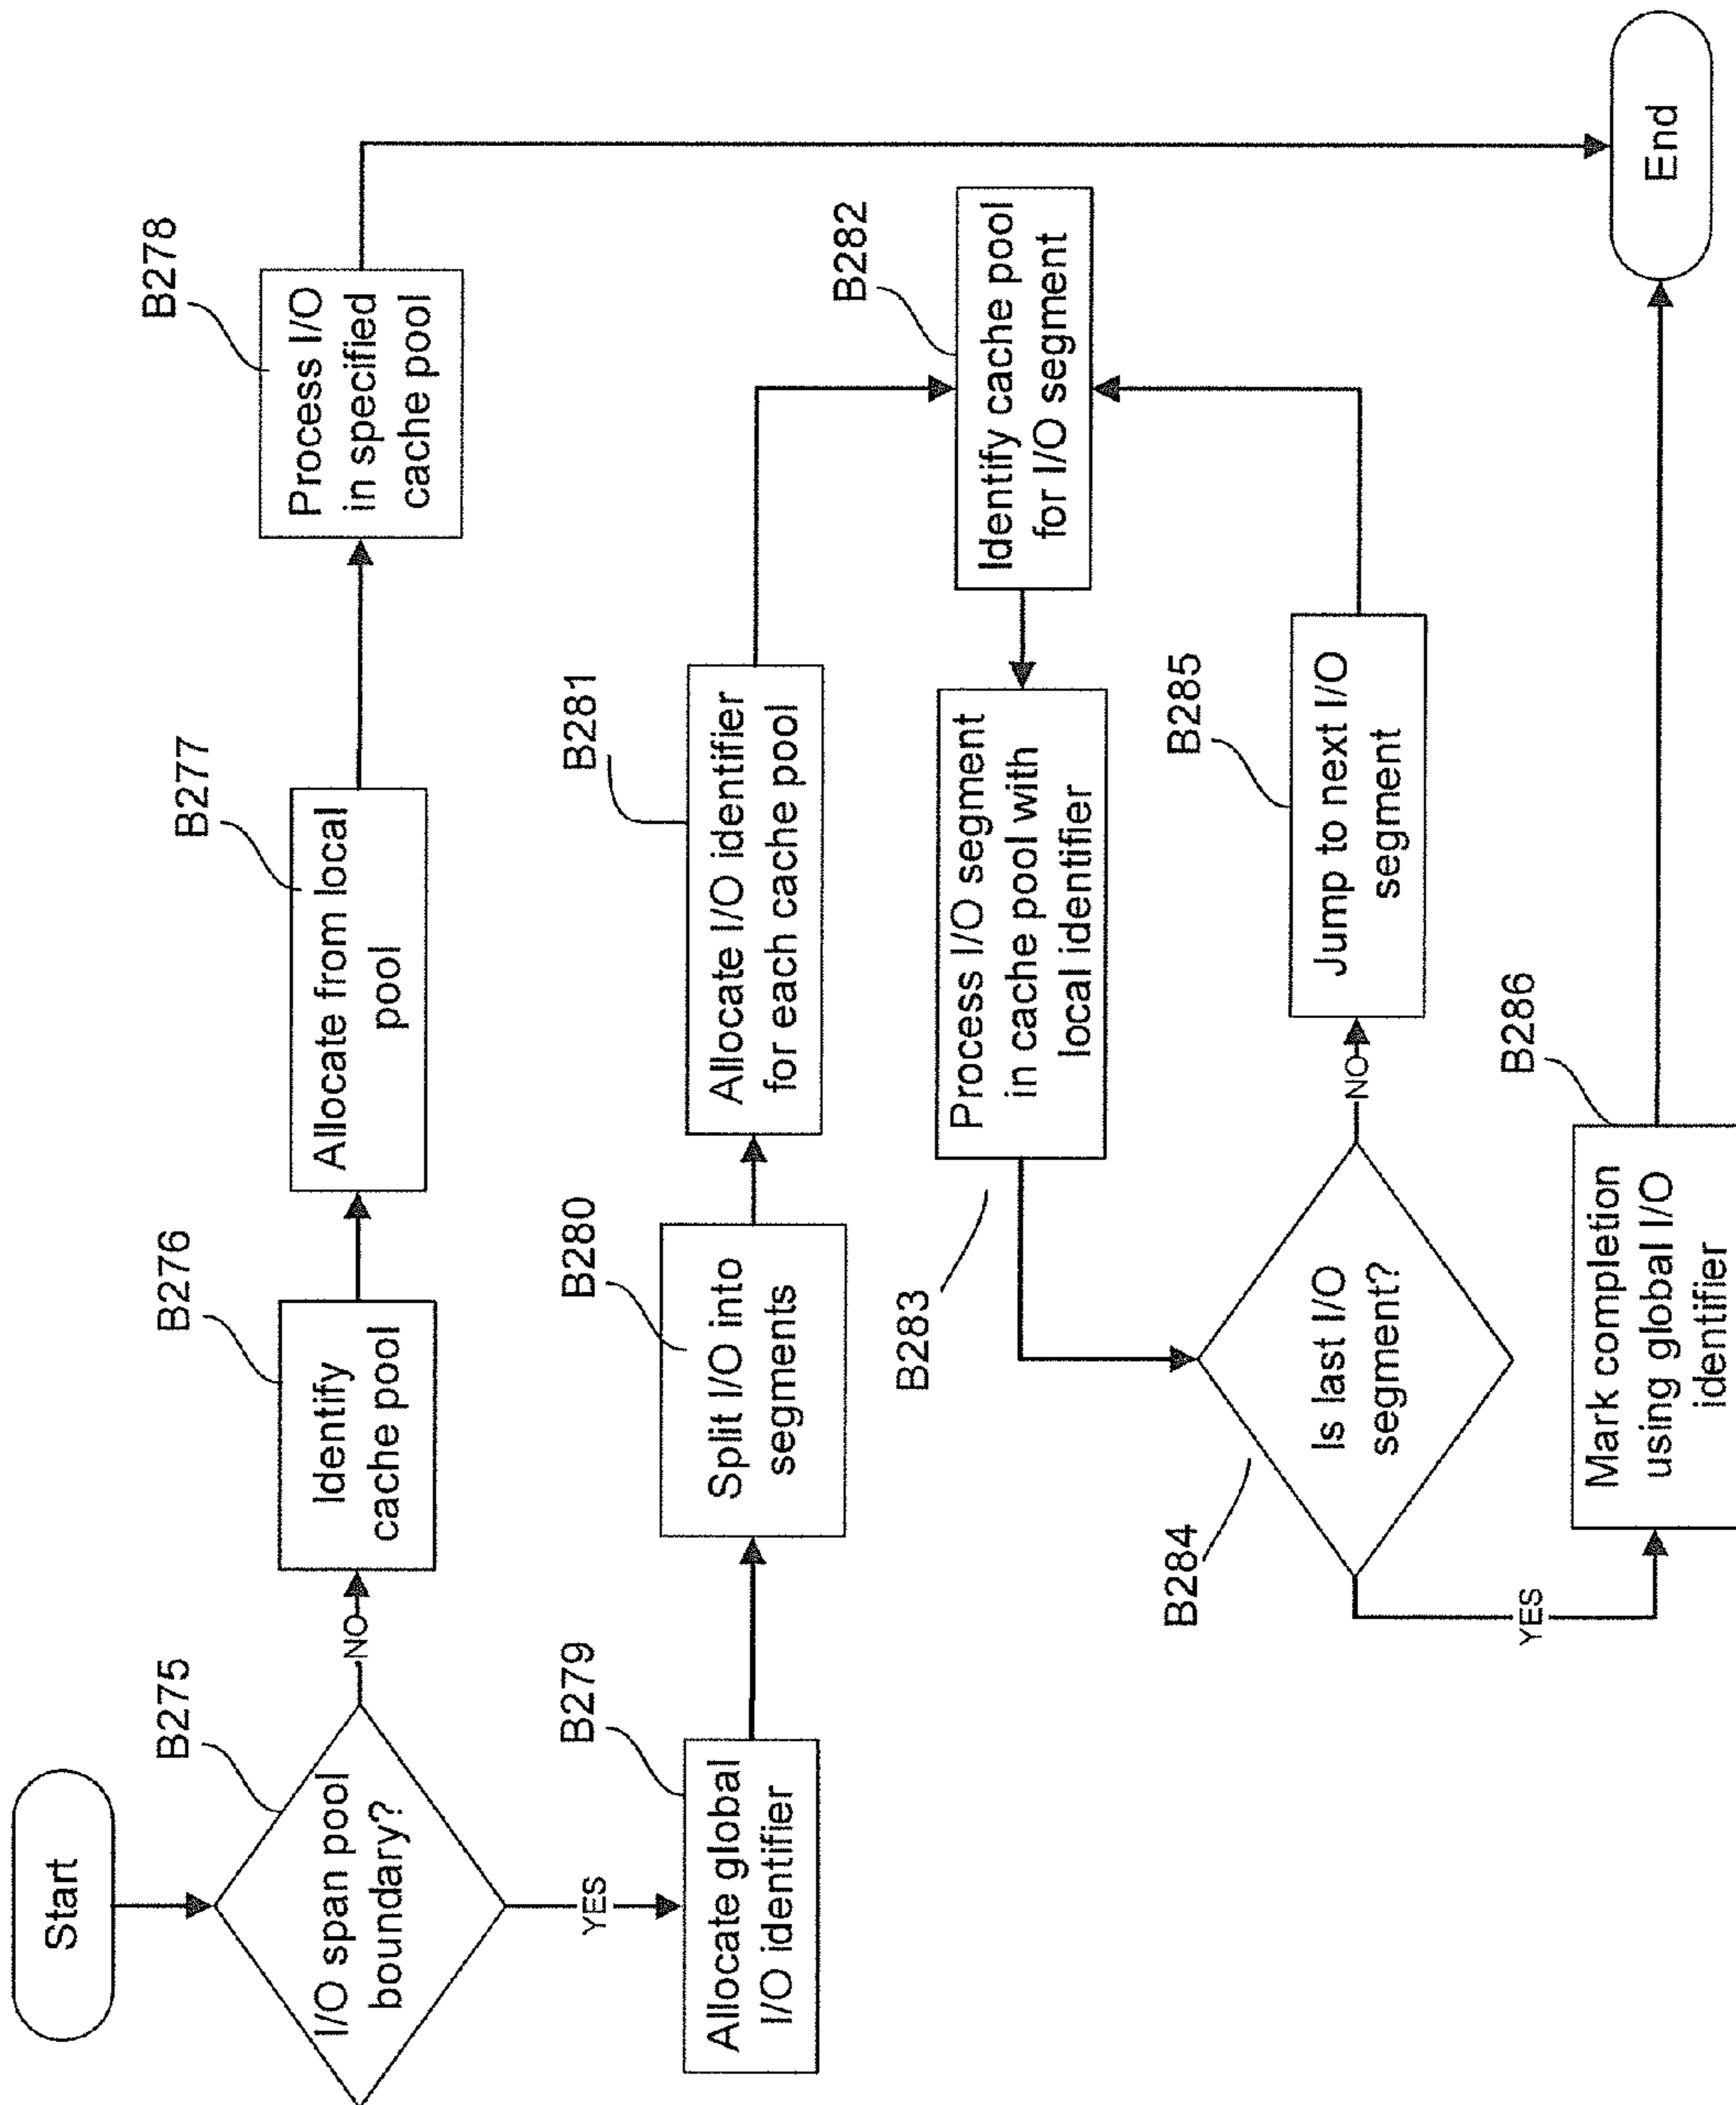 Start
B275
I/O span pool
boundary?
NO
YES
B276
Identify
cache pool
B277
Allocate from local
pool
B278
Process I/O
in specified
cache pool
B279
Allocate global
I/O identifier
B280
Split I/O into
segments
B281
Allocate I/O identifier
for each cache pool
B282
Identify cache pool
for I/O segment
B283
Process I/O segment
in cache pool with
local identifier
B284
Is last I/O
segment?
NO
YES
B285
Jump to next I/O
segment
B286
Mark completion
using global I/O
identifier
End